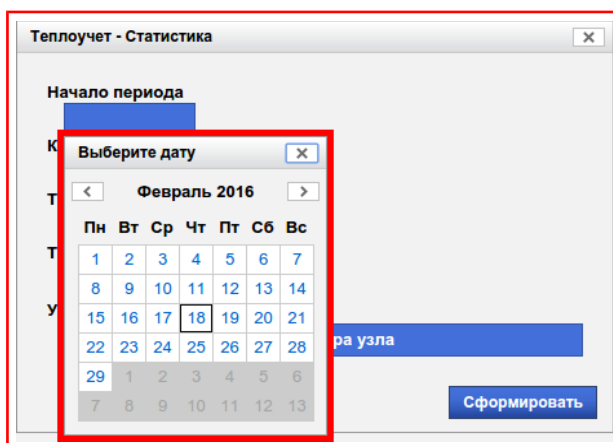 Теплоучет - Статистика
Начало периода
К
Т
Т
У
Выберите дату
Февраль 2016
Пн Вт Ср Чт Пт Сб Вс
1 2 3 4 5 6 7
8 9 10 11 12 13 14
15 16 17 18 19 20 21
22 23 24 25 26 27 28
29 1 2 3 4 5 6
7 8 9 10 11 12 13
ра узла
Сформировать